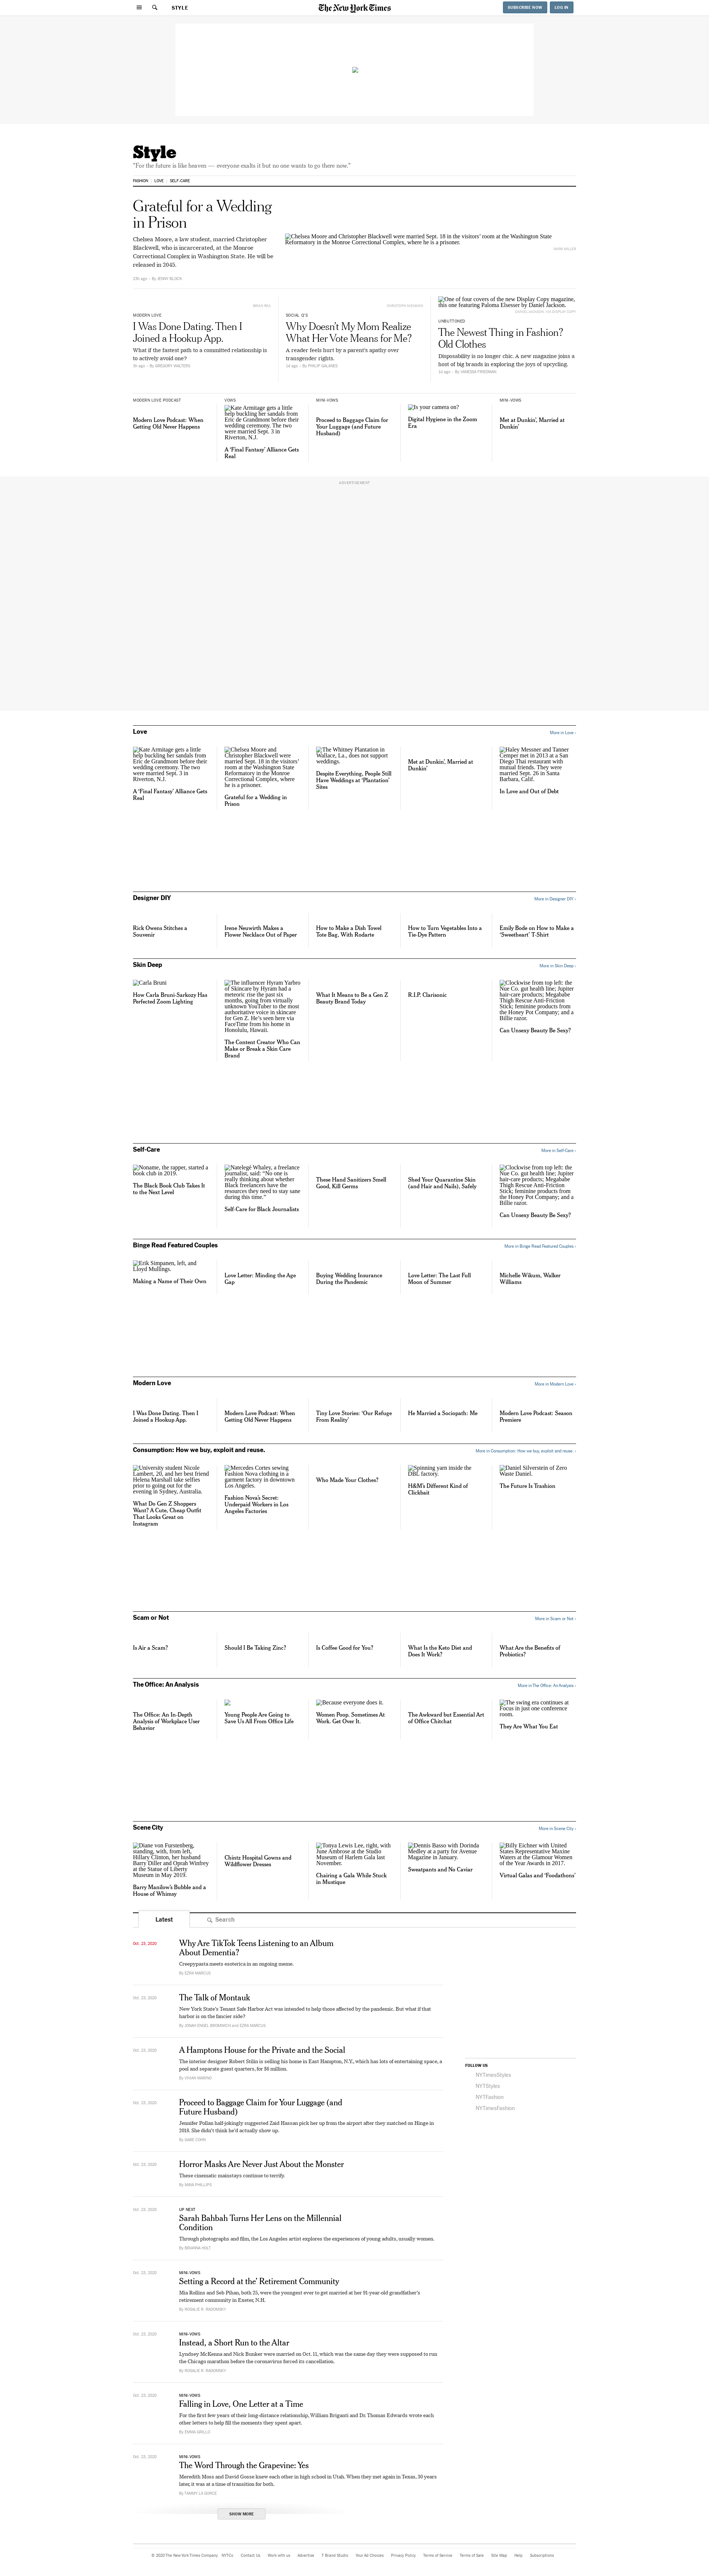 STYLE
The New York Times
SUBSCRIBE NOW
LOG IN
Style
“For the future is like heaven — everyone exalts it but no one wants to go there now.”
FASHION
LOVE
SELF-CARE
Grateful for a Wedding
in Prison
Chelsea Moore, a law student, married Christopher
Blackwell, who is incarcerated, at the Monroe
Correctional Complex in Washington State. He will be
released in 2045.
Chelsea Moore and Christopher Blackwell were married Sept. 18 in the visitors’ room at the Washington State
Reformatory in the Monroe Correctional Complex, where he is a prisoner.
MODERN LOVE
I Was Done Dating. Then I
Joined a Hookup App.
What if the fastest path to a committed relationship is
to actively avoid one?
By GREGORY WALTERS
SOCIAL Q’S
Why Doesn’t My Mom Realize
What Her Vote Means for Me?
A reader feels hurt by a parent’s apathy over
transgender rights.
By PHILIP GALANES
One of four covers of the new Display Copy magazine,
this one featuring Paloma Elsesser by Daniel Jackson.
UNBUTTONED
The Newest Thing in Fashion?
Old Clothes
Disposability is no longer chic. A new magazine joins a
host of big brands in exploring the joys of upcycling.
By VANESSA FRIEDMAN
MODERN LOVE PODCAST
Modern Love Podcast: When
Getting Old Never Happens
VOWS
Kate Armitage gets a little
help buckling her sandals from
Eric de Grandmont before their
wedding ceremony. The two
were married Sept. 3 in
Riverton, N.J.
A ‘Final Fantasy’ Alliance Gets
Real
MINI-VOWS
Proceed to Baggage Claim for
Your Luggage (and Future
Husband)
Is your camera on?
Digital Hygiene in the Zoom
Era
MINI-VOWS
Met at Dunkin’, Married at
Dunkin’
ADVERTISEMENT
Love
More in Love ›
Kate Armitage gets a little
help buckling her sandals from
Eric de Grandmont before their
wedding ceremony. The two
were married Sept. 3 in
Riverton, N.J.
A ‘Final Fantasy’ Alliance Gets
Real
Chelsea Moore and
Christopher Blackwell were
married Sept. 18 in the visitors’
room at the Washington State
Reformatory in the Monroe
Correctional Complex, where
he is a prisoner.
Grateful for a Wedding in
Prison
The Whitney Plantation in
Wallace, La., does not support
weddings.
Despite Everything, People Still
Have Weddings at ‘Plantation’
Sites
Met at Dunkin’, Married at
Dunkin’
Haley Messner and Tanner
Comper met in 2013 at a San
Diego Thai restaurant with
mutual friends. They were
married Sept. 26 in Santa
Barbara, Calif.
In Love and Out of Debt
Designer DIY
More in Designer DIY ›
Rick Owens Stitches a
Souvenir
Irene Neuwirth Makes a
Flower Necklace Out of Paper
How to Make a Dish Towel
Tote Bag, With Rodarte
How to Turn Vegetables Into a
Tie-Dye Pattern
Emily Bode on How to Make a
‘Sweetheart’ T-Shirt
Skin Deep
More in Skin Deep ›
Carla Bruni
How Carla Bruni-Sarkozy Has
Perfected Zoom Lighting
The influencer Hyram Yarbro
of Skincare by Hyram had a
meteoric rise the past six
months, going from virtually
unknown YouTuber to the most
authoritative voice in skincare
for Gen Z. He’s seen here via
FaceTime from his home in
Honolulu, Hawaii.
The Content Creator Who Can
Make or Break a Skin Care
Brand
What It Means to Be a Gen Z
Beauty Brand Today
R.I.P. Clarisonic
Clockwise from top left: the
Nue Co. gut health line; Jupiter
hair-care products; Megababe
Thigh Rescue Anti-Friction
Stick; feminine products from
the Honey Pot Company; and a
Billie razor.
Can Unsexy Beauty Be Sexy?
Self-Care
More in Self-Care ›
Noname, the rapper, started a
book club in 2019.
The Black Book Club Takes It
to the Next Level
Natelegé Whaley, a freelance
journalist, said: “No one is
really thinking about whether
Black freelancers have the
resources they need to stay sane
during this time.”
Self-Care for Black Journalists
These Hand Sanitizers Smell
Good, Kill Germs
Shed Your Quarantine Skin
(and Hair and Nails), Safely
Clockwise from top left: the
Nue Co. gut health line; Jupiter
hair-care products; Megababe
Thigh Rescue Anti-Friction
Stick; feminine products from
the Honey Pot Company; and a
Billie razor.
Can Unsexy Beauty Be Sexy?
Binge Read Featured Couples
More in Binge Read Featured Couples ›
Erik Simpanen, left, and
Lloyd Mullings.
Making a Name of Their Own
Love Letter: Minding the Age
Gap
Buying Wedding Insurance
During the Pandemic
Love Letter: The Last Full
Moon of Summer
Michelle Wikum, Walker
Williams
Modern Love
More in Modern Love ›
I Was Done Dating. Then I
Joined a Hookup App.
Modern Love Podcast: When
Getting Old Never Happens
Tiny Love Stories: ‘Our Refuge
From Reality’
He Married a Sociopath: Me
Modern Love Podcast: Season
Premiere
Consumption: How we buy, exploit and reuse.
More in Consumption: How we buy, exploit and reuse. ›
University student Nicole
Lambert, 20, and her best friend
Helena Marshall take selfies
prior to going out for the
evening in Sydney, Australia.
What Do Gen Z Shoppers
Want? A Cute, Cheap Outfit
That Looks Great on
Instagram
Mercedes Cortes sewing
Fashion Nova clothing in a
garment factory in downtown
Los Angeles.
Fashion Nova’s Secret:
Underpaid Workers in Los
Angeles Factories
Who Made Your Clothes?
Spinning yarn inside the
DBL factory.
H&M’s Different Kind of
Clickbait
Daniel Silverstein of Zero
Waste Daniel.
The Future Is Trashion
Scam or Not
More in Scam or Not ›
Is Air a Scam?
Should I Be Taking Zinc?
Is Coffee Good for You?
What Is the Keto Diet and
Does It Work?
What Are the Benefits of
Probiotics?
The Office: An Analysis
More in The Office: An Analysis ›
The Office: An In-Depth
Analysis of Workplace User
Behavior
Young People Are Going to
Save Us All From Office Life
Because everyone does it.
Women Poop. Sometimes At
Work. Get Over It.
The Awkward but Essential Art
of Office Chitchat
The swing era continues at
Focus in just one conference
room.
They Are What You Eat
Scene City
More in Scene City ›
Diane von Furstenberg,
standing, with, from left,
Hillary Clinton, her husband
Barry Diller and Oprah Winfrey
at the Statue of Liberty
Museum in May 2019.
Barry Manilow’s Bubble and a
House of Whimsy
Chintz Hospital Gowns and
Wildflower Dresses
Tonya Lewis Lee, right, with
June Ambrose at the Studio
Museum of Harlem Gala last
November.
Chairing a Gala While Stuck
in Mustique
Dennis Basso with Dorinda
Medley at a party for Avenue
Magazine in January.
Sweatpants and No Caviar
Billy Eichner with United
States Representative Maxine
Waters at the Glamour Women
of the Year Awards in 2017.
Virtual Galas and ‘Foodathons’
Latest
Search
Oct. 23, 2020
Why Are TikTok Teens Listening to an Album
About Dementia?
Creepypasta meets esoterica in an ongoing meme.
By EZRA MARCUS
Oct. 23, 2020
The Talk of Montauk
New York State’s Tenant Safe Harbor Act was intended to help those affected by the pandemic. But what if that
harbor is on the fancier side?
By JONAH ENGEL BROMWICH and EZRA MARCUS
Oct. 23, 2020
A Hamptons House for the Private and the Social
The interior designer Robert Stilin is selling his home in East Hampton, N.Y., which has lots of entertaining space, a
pool and separate guest quarters, for $6 million.
By VIVIAN MARINO
Oct. 23, 2020
Proceed to Baggage Claim for Your Luggage (and
Future Husband)
Jennifer Pollan half-jokingly suggested Zaid Hassan pick her up from the airport after they matched on Hinge in
2018. She didn’t think he’d actually show up.
By GABE COHN
Oct. 23, 2020
Horror Masks Are Never Just About the Monster
These cinematic mainstays continue to terrify.
Oct. 23, 2020
UP NEXT
Sarah Bahbah Turns Her Lens on the Millennial
Condition
Through photographs and film, the Los Angeles artist explores the experiences of young adults, usually women.
By BRIANNA HOLT
Oct. 23, 2020
MINI-VOWS
Setting a Record at the' Retirement Community
Mia Rollins and Seb Pihan, both 25, were the youngest ever to get married at her 91-year-old grandfather’s
retirement community in Exeter, N.H.
By ROSALIE R. RADOMSKY
Oct. 23, 2020
MINI-VOWS
Instead, a Short Run to the Altar
Lyndsey McKenna and Nick Bunker were married on Oct. 11, which was the same day they were supposed to run
the Chicago marathon before the coronavirus forced its cancellation.
By ROSALIE R. RADOMSKY
Oct. 23, 2020
MINI-VOWS
Falling in Love, One Letter at a Time
For the first few years of their long-distance relationship, William Briganti and Dr. Thomas Edwards wrote each
other letters to help fill the moments they spent apart.
By EMMA GRILLO
Oct. 23, 2020
MINI-VOWS
The Word Through the Grapevine: Yes
Meredith Moss and David Gosse knew each other in high school in Utah. When they met again in Texas, 30 years
later, it was at a time of transition for both.
By TAMMY LA GORCE
SHOW MORE
FOLLOW US
NYTimesStyles
NYTStyles
NYTFashion
NYTimesFashion
© 2020 The New York Times Company
NYTCo
Contact Us
Work with us
Advertise
T Brand Studio
Your Ad Choices
Privacy Policy
Terms of Service
Terms of Sale
Site Map
Help
Subscriptions